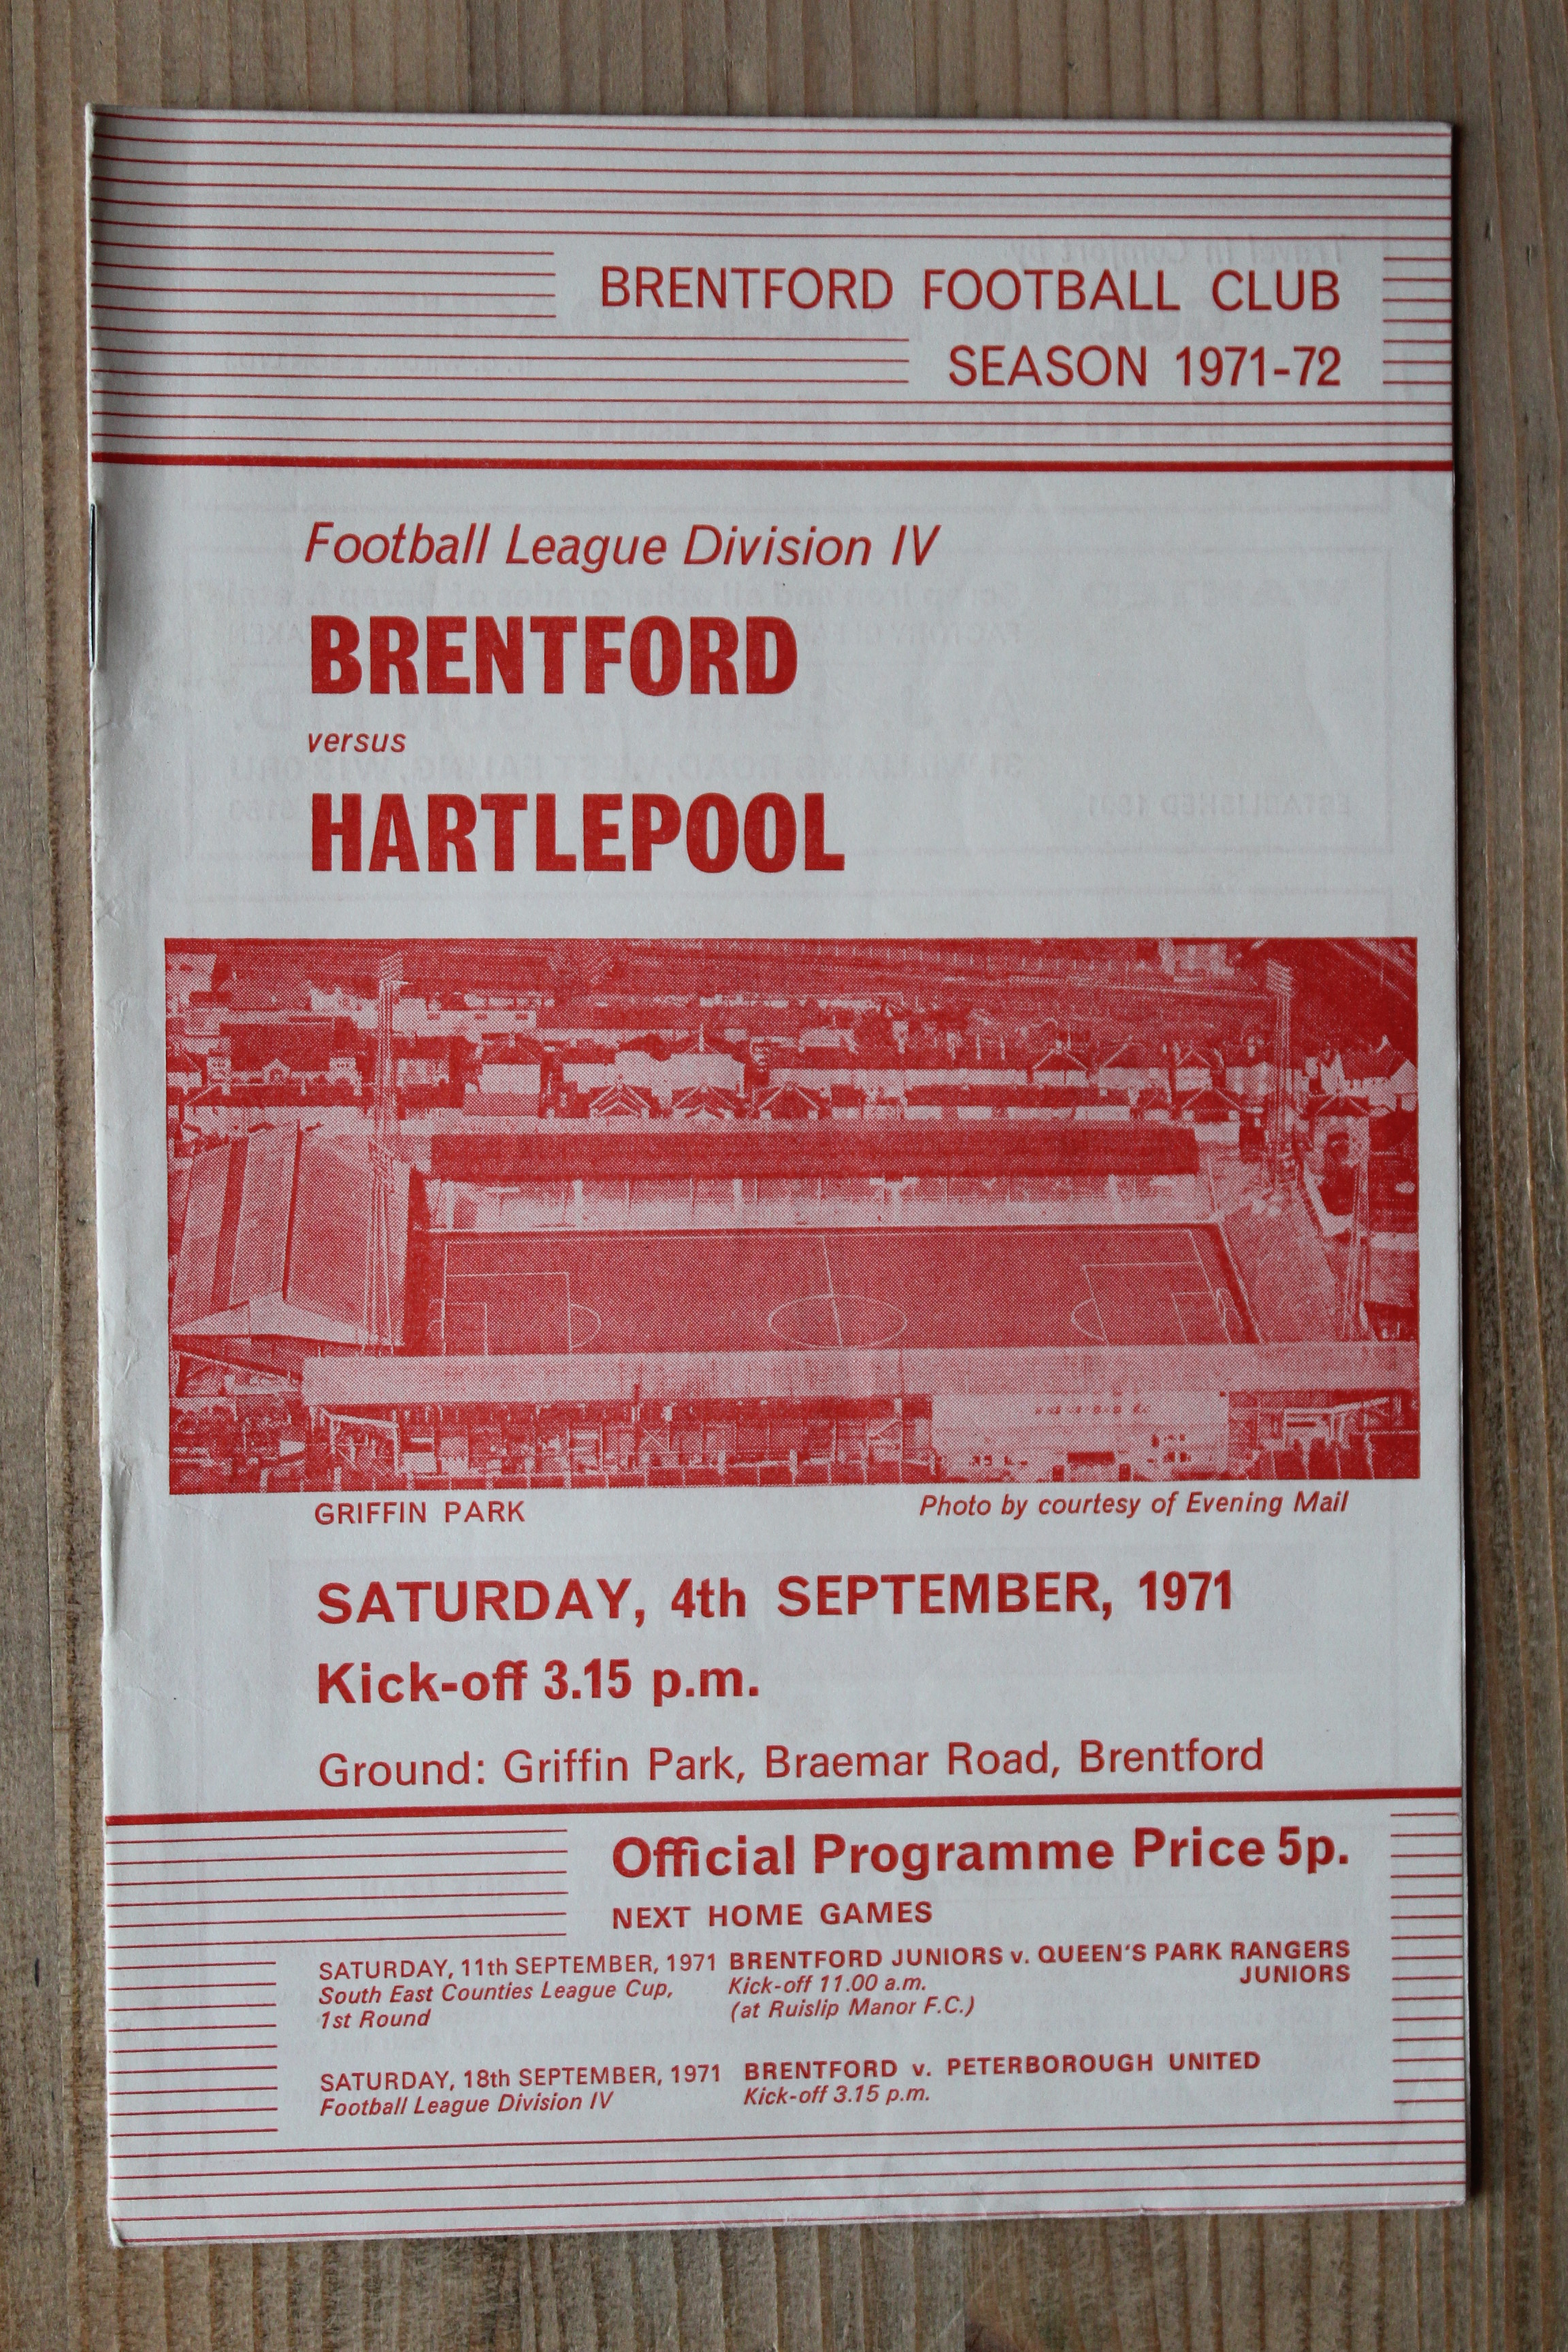 BRENTFORD FOOTBALL CLUB
SEASON 1971-72
Football League Division IV
BRENTFORD
versus
HARTLEPOOL
GRIFFIN PARK
Photo by courtesy of Evening Mail
SATURDAY, 4th SEPTEMBER, 1971
Kick-off 3.15 p.m.
Ground: Griffin Park, Braemar Road, Brentford
Official Programme Price 5p.
NEXT HOME GAMES
SATURDAY, 11th SEPTEMBER, 1971 BRENTFORD JUNIORS v. QUEEN'S PARK RANGERS
JUNIORS
South East Counties League Cup, Kick-off 11.00 a.m.
1st Round (at Ruislip Manor F.C.)
SATURDAY, 18th SEPTEMBER, 1971 BRENTFORD v. PETERBOROUGH UNITED
Football League Division IV Kick-off 3.15 p.m.